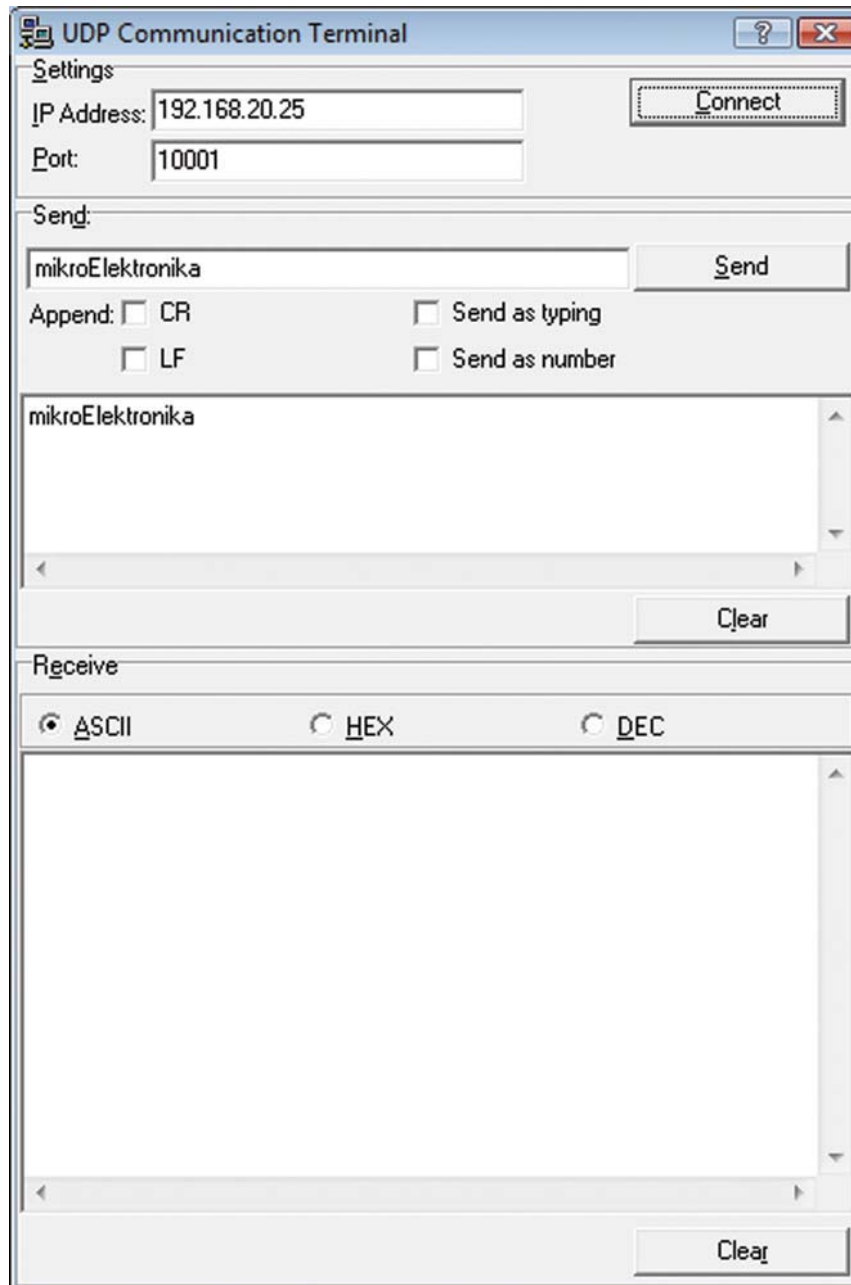 UDP Communication Terminal
Settings
IP Address: 192.168.20.25 Connect
Port: 10001
Send:
mikroElektronika Send
Append: CR Send as typing
LF Send as number
mikroElektronika
Clear
Receive
ASCII HEX DEC
Clear